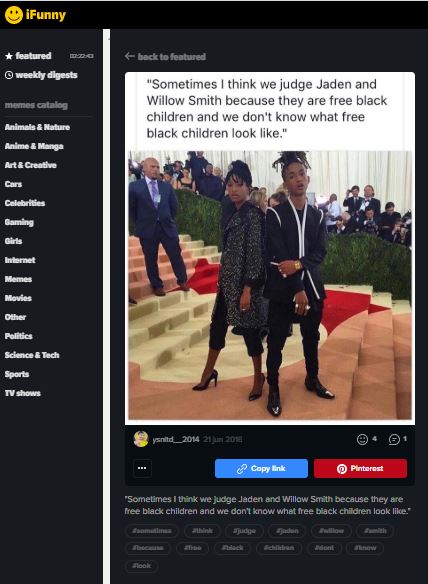 iFunny
featured 02:22:43
weekly digests
memes catalog
Animals & Nature
Anime & Manga
Art & Creative
Cars
Celebrities
Gaming
Girls
Internet
Memes
Movies
Other
Politics
Science & Tech
Sports
TV shows
back to featured
"Sometimes I think we judge Jaden and
Willow Smith because they are free black
children and we don't know what free
black children look like."
ysnltd__2014 21 jun 2016
4
1
Copy link
Pinterest
"Sometimes I think we judge Jaden and Willow Smith because they are
free black children and we don't know what free black children look like."
#sometimes #think #judge #jaden #willow #smith
#because #free #black #children #dont #know
#look